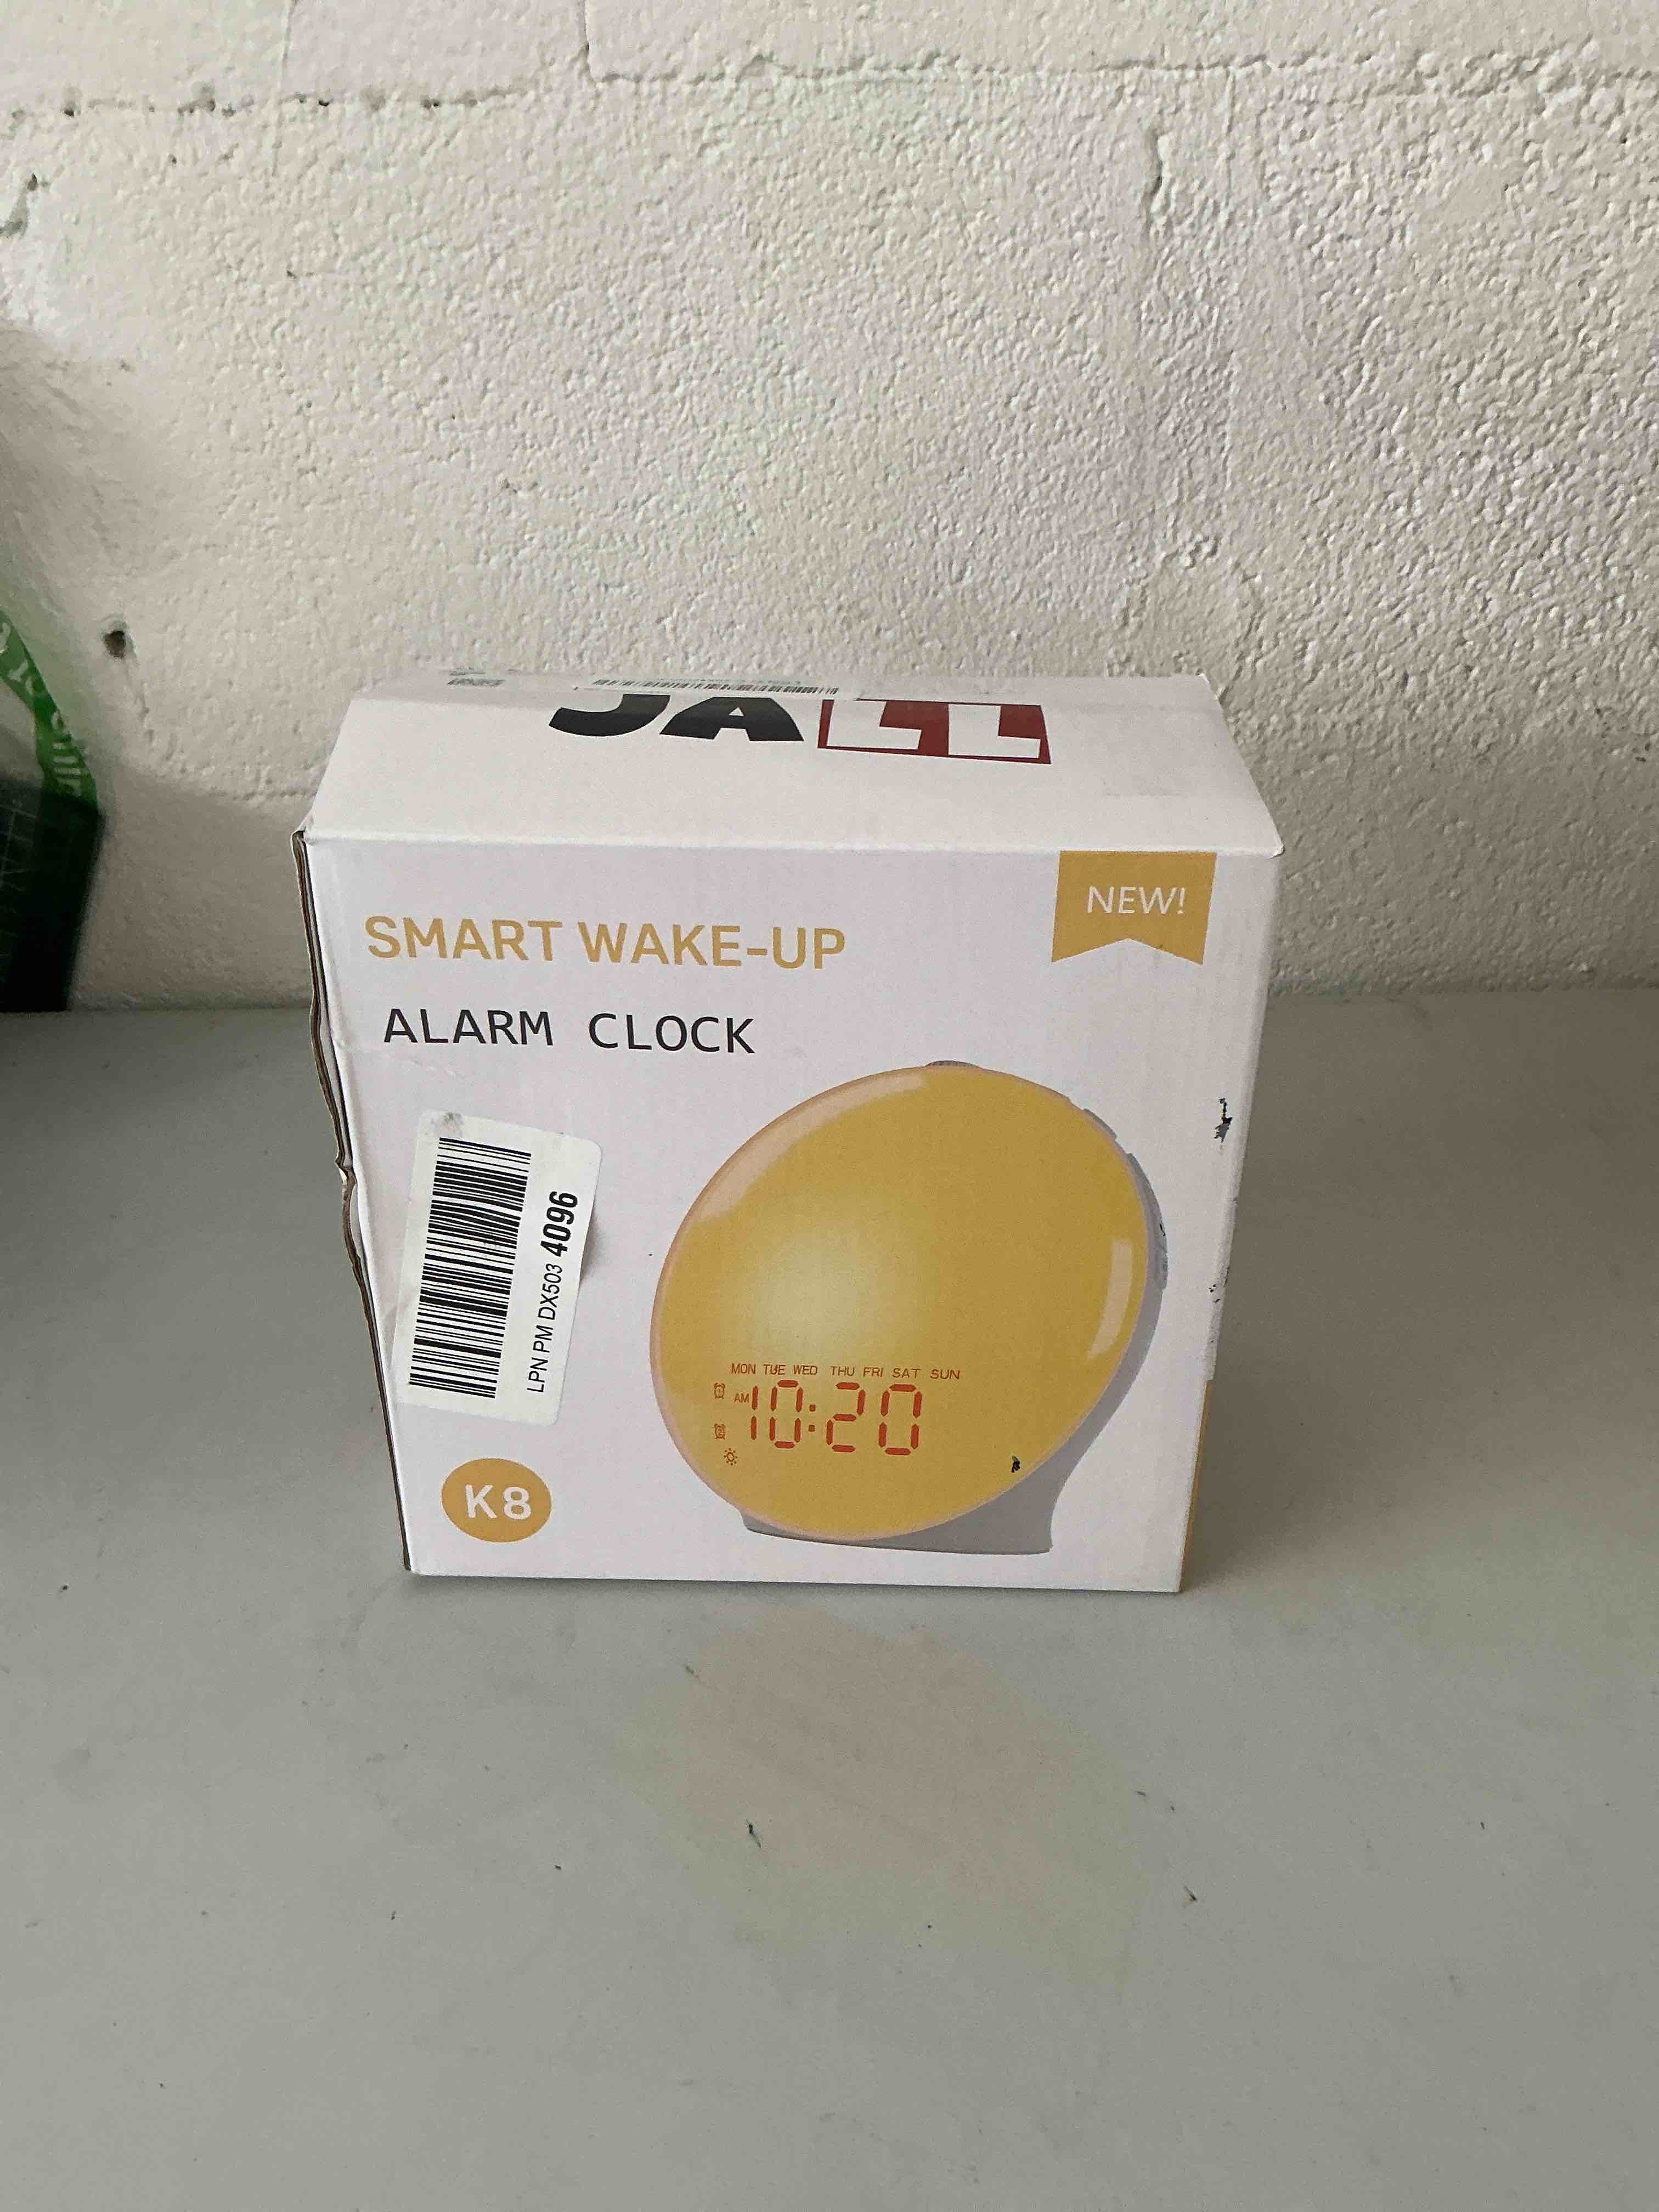 JALL
NEW!
SMART WAKE-UP
ALARM CLOCK
LPN PM DX503 4096
MON TUE WED THU FRI SAT SUN
AM 10:20
K8